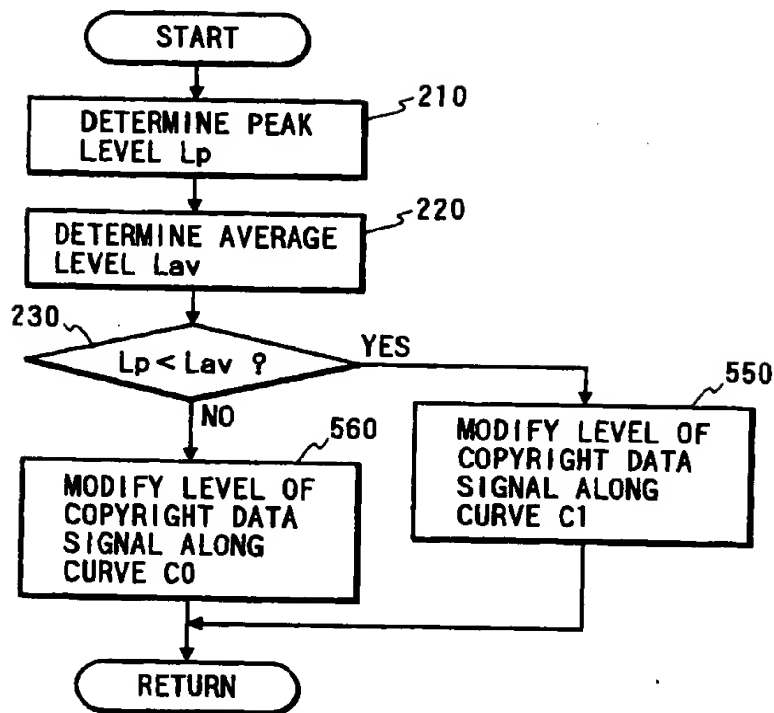 START
210
DETERMINE PEAK
LEVEL Lp
220
DETERMINE AVERAGE
LEVEL Lav
230
Lp < Lav ?
YES
NO
550
MODIFY LEVEL OF
COPYRIGHT DATA
SIGNAL ALONG
CURVE C1
560
MODIFY LEVEL OF
COPYRIGHT DATA
SIGNAL ALONG
CURVE C0
RETURN